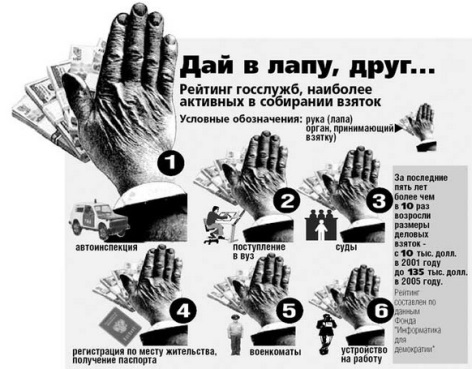 Дай в лапу, друг...
Рейтинг госслужб, наиболее
активных в собирании взяток
Условные обозначения: рука (лапа)
орган, принимающий
взятку)
1
автоинспекция
2
поступление
в вуз
3
суды
4
регистрация по месту жительства,
получение паспорта
5
военкоматы
6
устройство
на работу
За последние
пять лет
более чем
в 10 раз
возросли
размеры
деловых
взяток -
с 10 тыс. долл.
в 2001 году
до 135 тыс. долл.
в 2005 году.
Рейтинг
составлен по
данным
Фонда
"Информатика
для
демократии"